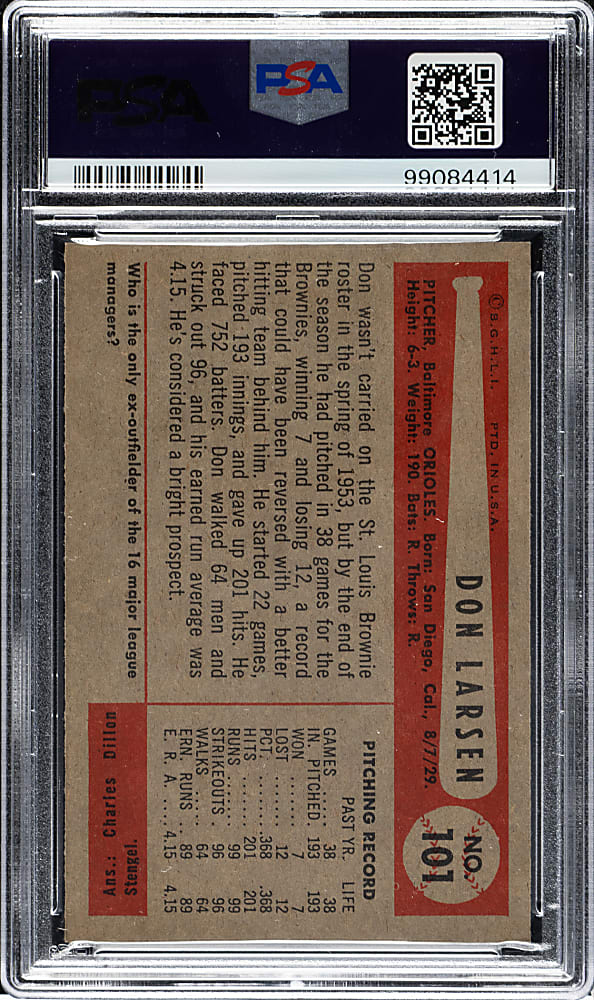 PSA
PSA
99084414
© B.G.H.L.I. PTD. IN U.S.A.
DON LARSEN
NO.
101
PITCHER, Baltimore ORIOLES. Born: San Diego, Cal., 8/7/29.
Height: 6-3. Weight: 190. Bats: R. Throws: R.
Don wasn't carried on the St. Louis Brownie
roster in the spring of 1953, but by the end of
the season he had pitched in 38 games for the
Brownies, winning 7 and losing 12, a record
that could have been reversed with a better
hitting team behind him. He started 22 games,
pitched 193 innings, and gave up 201 hits. He
faced 752 batters. Don walked 64 men and
struck out 96, and his earned run average was
4.15. He's considered a bright prospect.
PITCHING RECORD
PAST YR. LIFE
GAMES ...... 38 38
IN. PITCHED. 193 193
WON ........ 7 7
LOST ....... 12 12
PCT. ....... .368 .368
HITS ....... 201 201
RUNS ....... 99 99
STRIKEOUTS . 96 96
WALKS ...... 64 64
ERN. RUNS .. 89 89
E. R. A. .... 4.15 4.15
Who is the only ex-outfielder of the 16 major league
managers?
Ans.: Charles Dillon
Stengel.